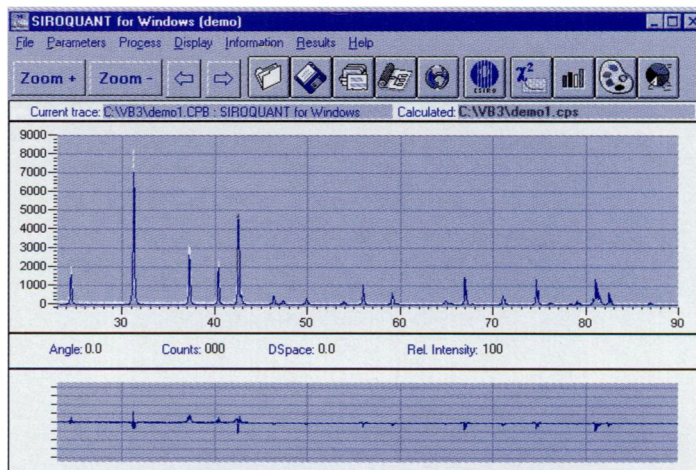 SIROQUANT for Windows (demo)
File Parameters Process Display Information Results Help
Zoom + Zoom - CSIRO χ²
Current trace: C:\VB3\demo1.CPB : SIROQUANT for Windows Calculated: C:\VB3\demo1.cps
9000
8000
7000
6000
5000
4000
3000
2000
1000
0
30 40 50 60 70 80 90
Angle: 0.0 Counts: 000 DSpace: 0.0 Rel. Intensity: 100